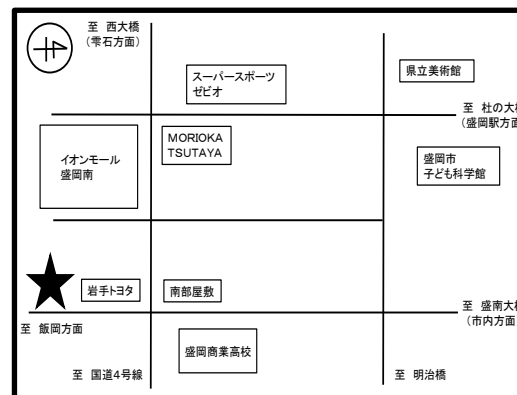 至 西大橋
(雫石方面)
スーパースポーツ
ゼビオ
県立美術館
至 杜の大
(盛岡駅方面
MORIOKA
TSUTAYA
イオンモール
盛岡南
盛岡市
子ども科学館
岩手トヨタ
南部屋敷
至 盛南大
(市内方面
至 飯岡方面
盛岡商業高校
至 国道4号線
至 明治橋